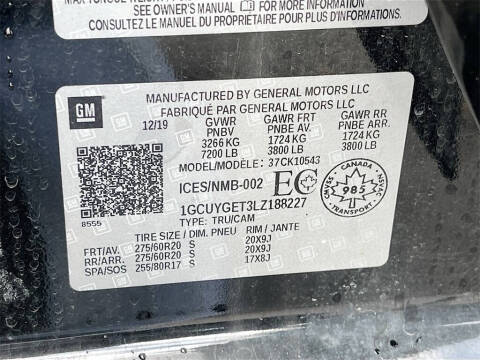 SEE OWNER'S MANUAL FOR MORE INFORMATION
CONSULTEZ LE MANUEL DU PROPRIETAIRE POUR PLUS
MANUFACTURED BY GENERAL MOTORS LLC
FABRIQUÉ PAR GENERAL MOTORS LLC
GM
12/19
GVWR GAWR FRT GAWR RR
PNBV PNBE AV. PNBE ARR
3266 KG 1724 KG 1724 KG
7200 LB 3800 LB 3800 LB
MODEL/MODÈLE: 37CK10543
ICES/NMB-002 EC
CANADA
985
TRANSPORT
8555
1GCUYGET3LZ188227
TYPE: TRU/CAM
TIRE SIZE / DIM. PNEU RIM / JANTE
FRT/AV. 275/60R20 S 20X9J
RR/ARR. 275/60R20 S 20X9J
SPA/SOS 255/80R17 S 17X8J